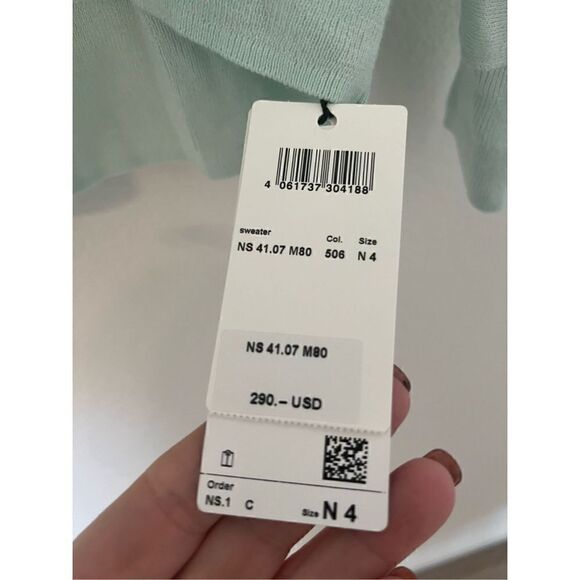 4 061737 304188
sweater Col. Size
NS 41.07 M80 506 N 4
NS 41.07 M80
290.– USD
Order
NS.1 C Size N 4